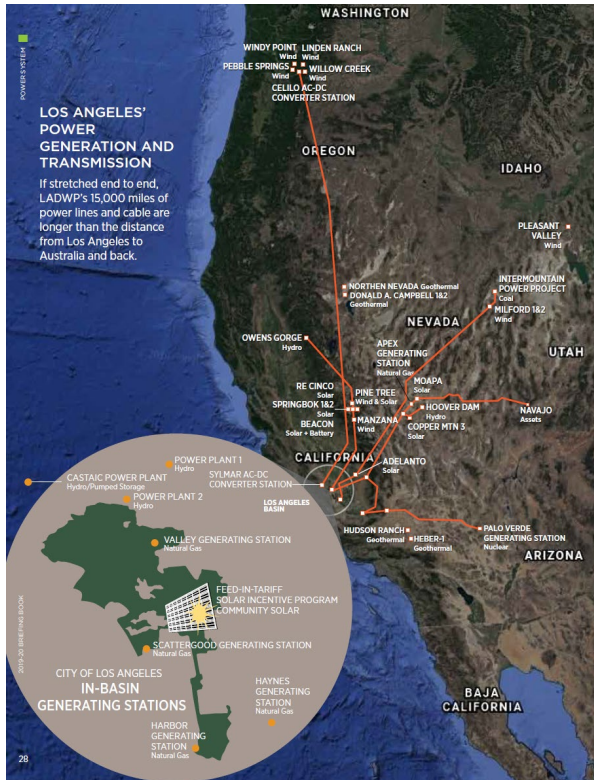 POWER SYSTEM
LOS ANGELES'
POWER
GENERATION AND
TRANSMISSION
If stretched end to end,
LADWP's 15,000 miles of
power lines and cable are
longer than the distance
from Los Angeles to
Australia and back.
WASHINGTON
WINDY POINT
Wind
LINDEN RANCH
Wind
PEBBLE SPRINGS
Wind
WILLOW CREEK
Wind
CELILO AC-DC
CONVERTER STATION
OREGON
IDAHO
PLEASANT
VALLEY
Wind
NORTHEN NEVADA Geothermal
DONALD A. CAMPBELL 1&2
Geothermal
INTERMOUNTAIN
POWER PROJECT
Coal
MILFORD 1&2
Wind
NEVADA
OWENS GORGE
Hydro
APEX
GENERATING
STATION
Natural Gas
UTAH
MOAPA
Solar
RE CINCO
Solar
PINE TREE
Wind & Solar
SPRINGBOK 1&2
Solar
HOOVER DAM
Hydro
NAVAJO
Assets
BEACON
Solar + Battery
MANZANA
Wind
COPPER MTN 3
Solar
CALIFORNIA
ADELANTO
Solar
SYLMAR AC-DC
CONVERTER STATION
LOS ANGELES
BASIN
HUDSON RANCH
Geothermal
HEBER-1
Geothermal
PALO VERDE
GENERATING STATION
Nuclear
ARIZONA
BAJA
CALIFORNIA
POWER PLANT 1
Hydro
CASTAIC POWER PLANT
Hydro/Pumped Storage
POWER PLANT 2
Hydro
VALLEY GENERATING STATION
Natural Gas
FEED-IN-TARIFF
SOLAR INCENTIVE PROGRAM
COMMUNITY SOLAR
SCATTERGOOD GENERATING STATION
Natural Gas
CITY OF LOS ANGELES
IN-BASIN
GENERATING STATIONS
HAYNES
GENERATING
STATION
Natural Gas
HARBOR
GENERATING
STATION
Natural Gas
2019-20 BRIEFING BOOK
28